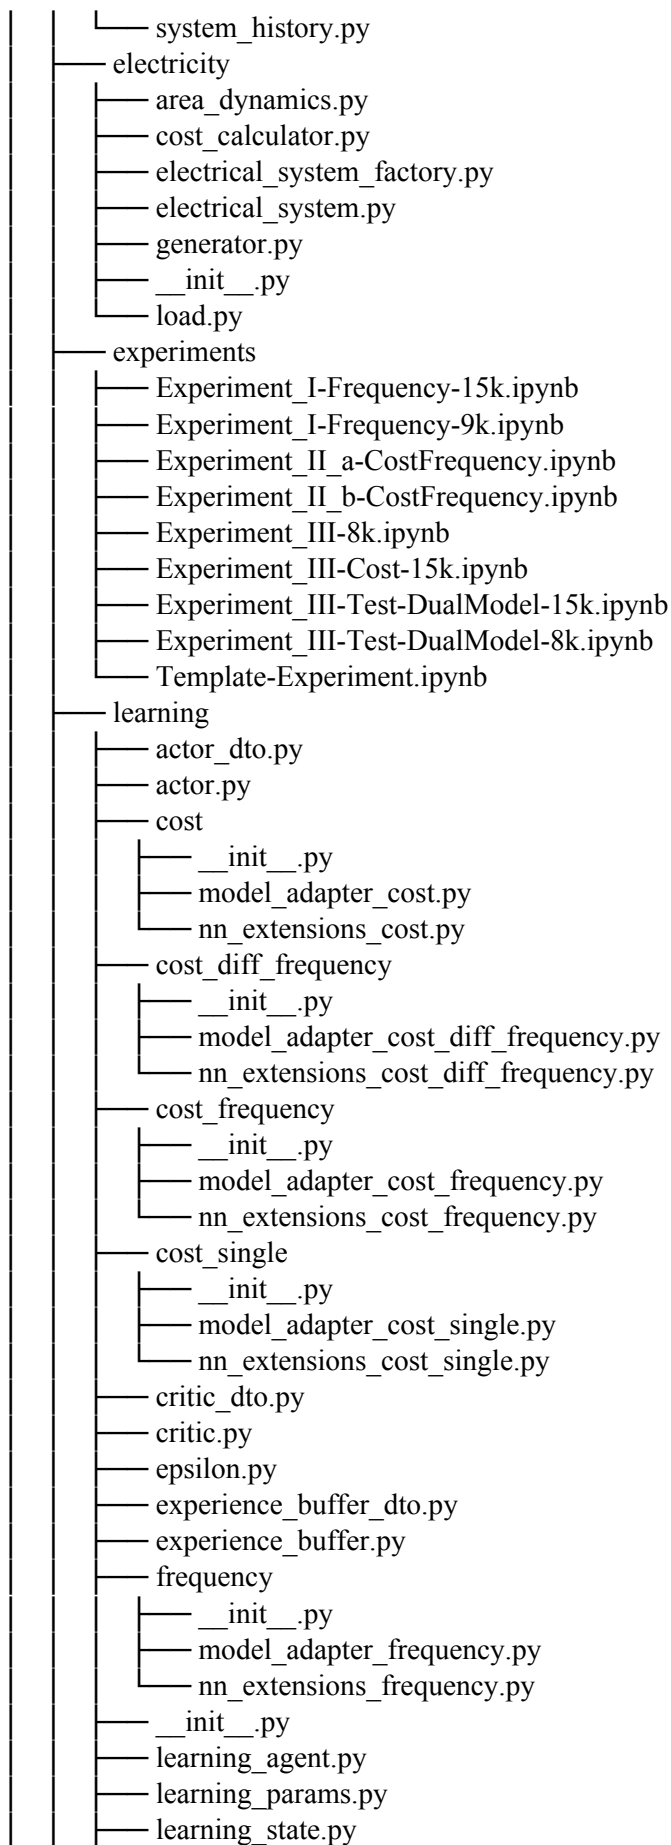 system_history.py
electricity
area_dynamics.py
cost_calculator.py
electrical_system_factory.py
electrical_system.py
generator.py
__init__.py
load.py
experiments
Experiment_I-Frequency-15k.ipynb
Experiment_I-Frequency-9k.ipynb
Experiment_II_a-CostFrequency.ipynb
Experiment_II_b-CostFrequency.ipynb
Experiment_III-8k.ipynb
Experiment_III-Cost-15k.ipynb
Experiment_III-Test-DualModel-15k.ipynb
Experiment_III-Test-DualModel-8k.ipynb
Template-Experiment.ipynb
learning
actor_dto.py
actor.py
cost
__init__.py
model_adapter_cost.py
nn_extensions_cost.py
cost_diff_frequency
__init__.py
model_adapter_cost_diff_frequency.py
nn_extensions_cost_diff_frequency.py
cost_frequency
__init__.py
model_adapter_cost_frequency.py
nn_extensions_cost_frequency.py
cost_single
__init__.py
model_adapter_cost_single.py
nn_extensions_cost_single.py
critic_dto.py
critic.py
epsilon.py
experience_buffer_dto.py
experience_buffer.py
frequency
__init__.py
model_adapter_frequency.py
nn_extensions_frequency.py
__init__.py
learning_agent.py
learning_params.py
learning_state.py